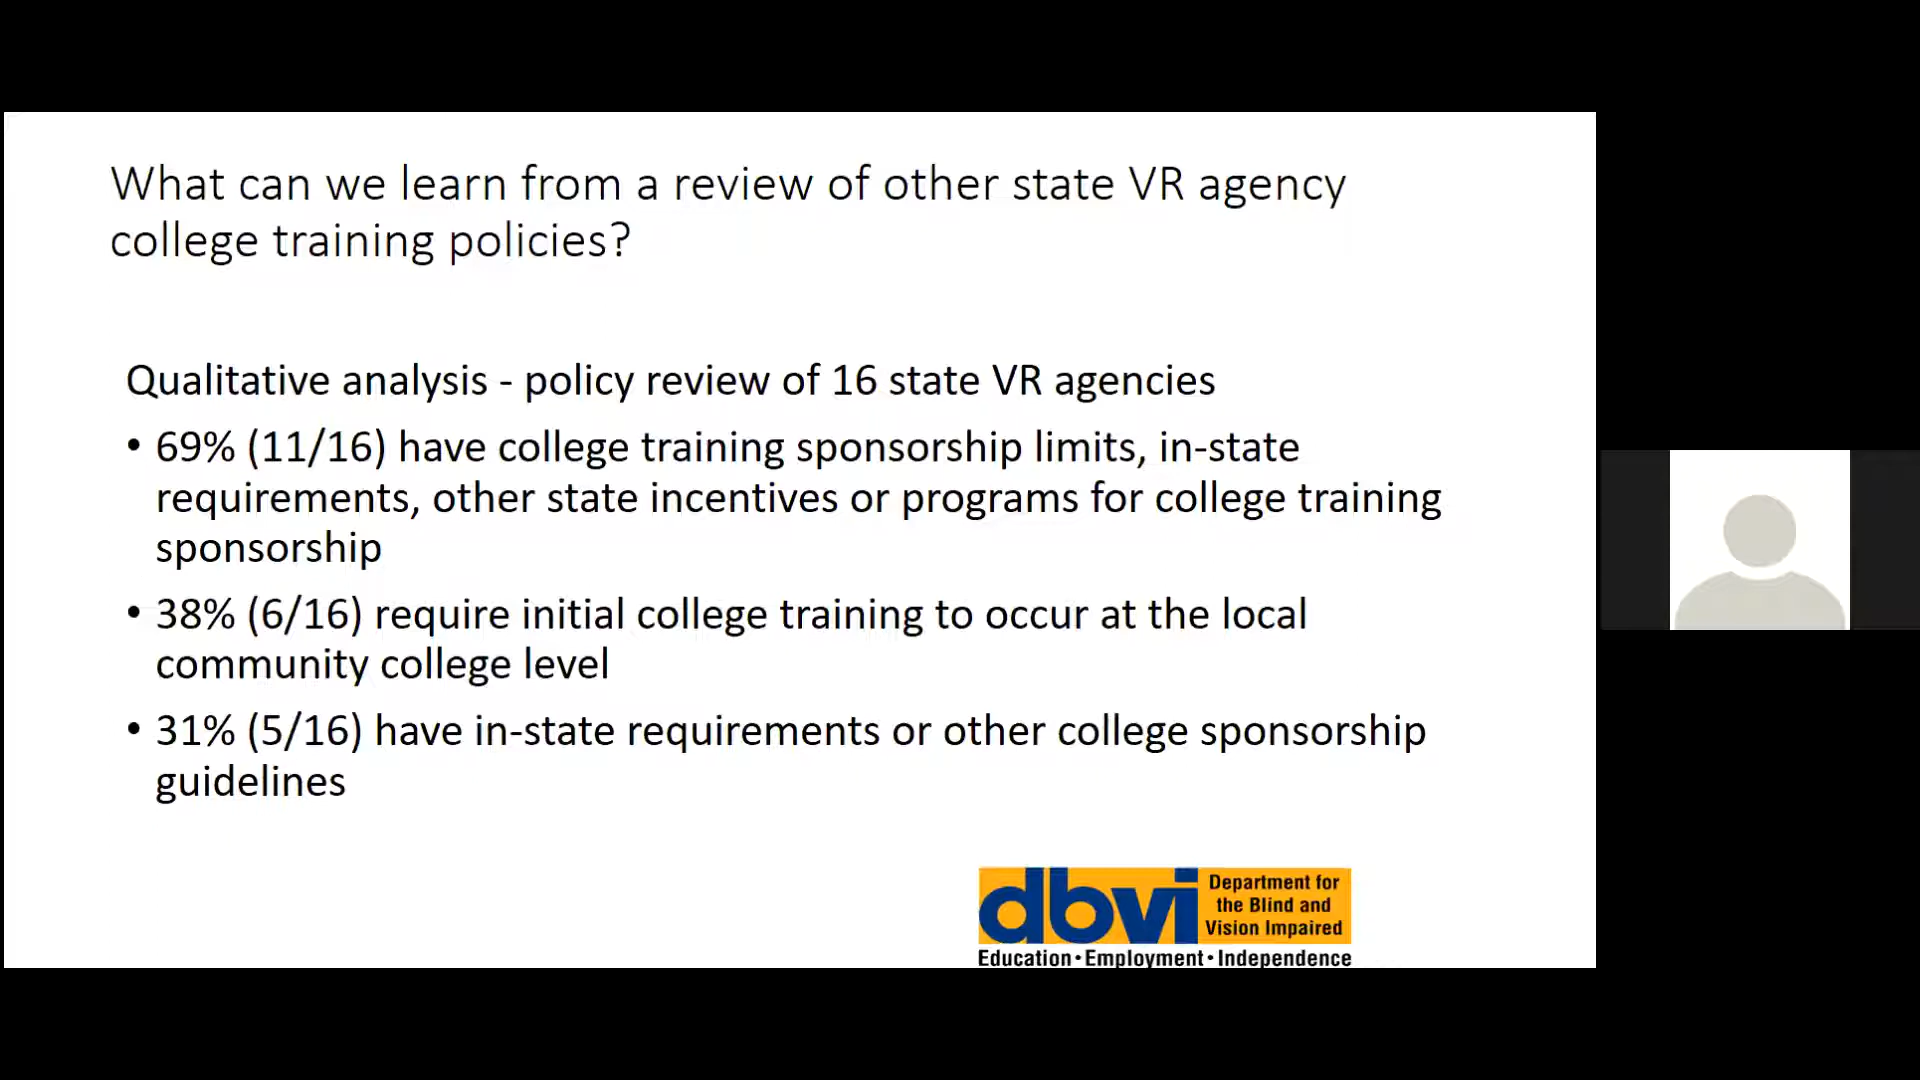 What can we learn from a review of other state VR agency
college training policies?
Qualitative analysis - policy review of 16 state VR agencies
• 69% (11/16) have college training sponsorship limits, in-state
requirements, other state incentives or programs for college training
sponsorship
• 38% (6/16) require initial college training to occur at the local
community college level
• 31% (5/16) have in-state requirements or other college sponsorship
guidelines
dbvi
Department for
the Blind and
Vision Impaired
Education • Employment • Independence